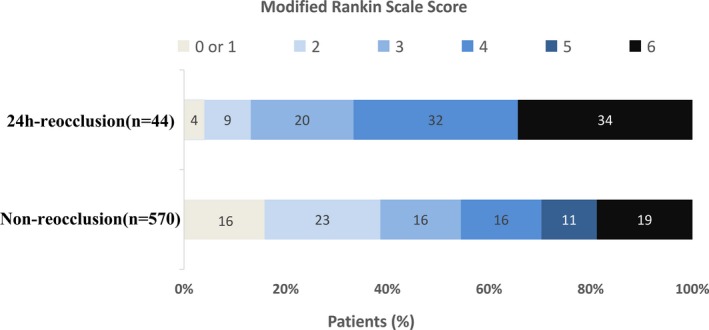 Modified Rankin Scale Score
0 or 1 2 3 4 5 6
24h-reocclusion(n=44) 4 9 20 32 34
Non-reocclusion(n=570) 16 23 16 16 11 19
0% 20% 40% 60% 80% 100%
Patients (%)